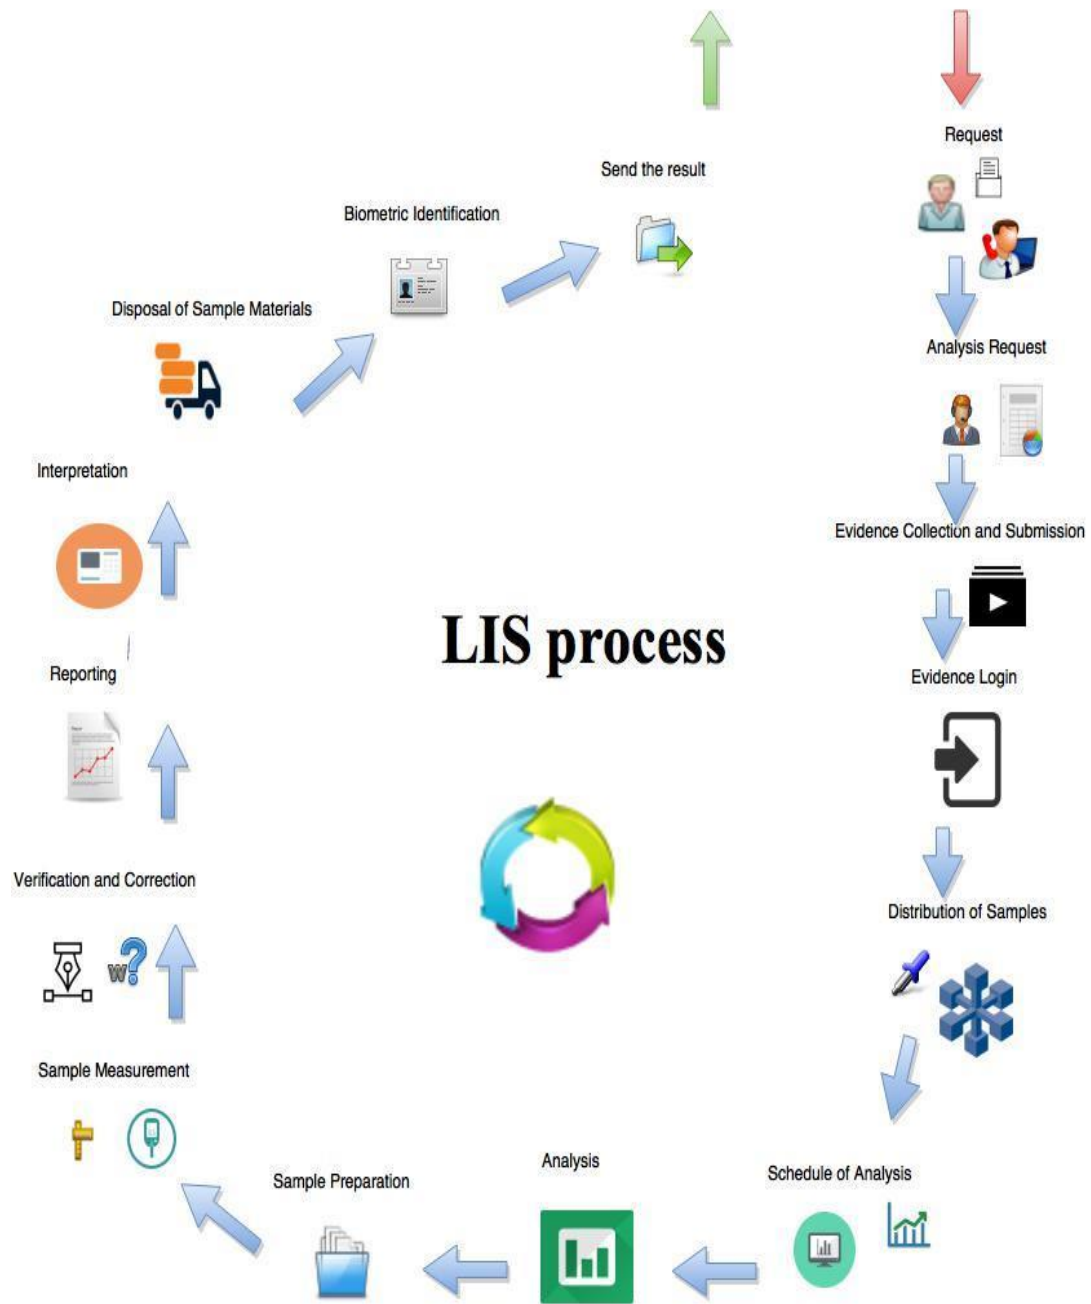 Request
Analysis Request
Evidence Collection and Submission
Evidence Login
Distribution of Samples
Schedule of Analysis
Analysis
Sample Preparation
Sample Measurement
Verification and Correction
Reporting
Interpretation
Disposal of Sample Materials
Biometric Identification
Send the result
LIS process
w?